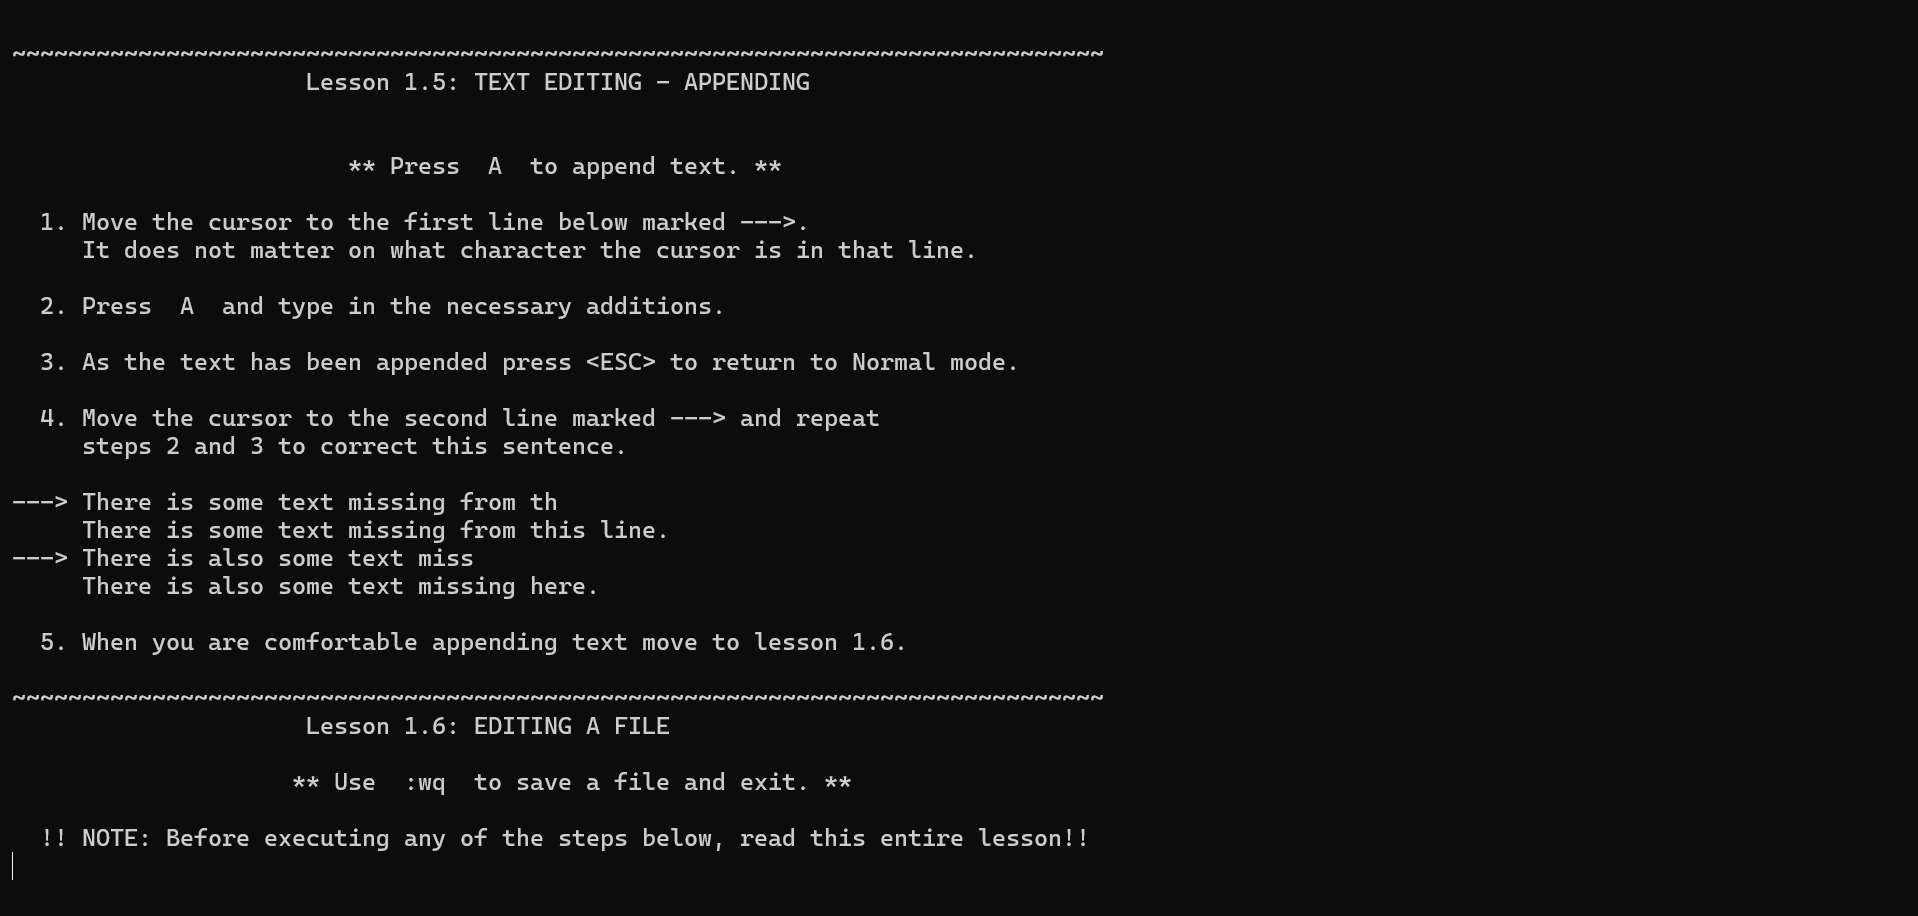 ~~~~~~~~~~~~~~~~~~~~~~~~~~~~~~~~~~~~~~~~~~~~~~~~~~~~~~~~~~~~~~~~~~~~~~~~~~~~~~
Lesson 1.5: TEXT EDITING - APPENDING
** Press  A  to append text. **
1. Move the cursor to the first line below marked --->.
It does not matter on what character the cursor is in that line.
2. Press  A  and type in the necessary additions.
3. As the text has been appended press <ESC> to return to Normal mode.
4. Move the cursor to the second line marked ---> and repeat
steps 2 and 3 to correct this sentence.
---> There is some text missing from th
There is some text missing from this line.
---> There is also some text miss
There is also some text missing here.
5. When you are comfortable appending text move to lesson 1.6.
~~~~~~~~~~~~~~~~~~~~~~~~~~~~~~~~~~~~~~~~~~~~~~~~~~~~~~~~~~~~~~~~~~~~~~~~~~~~~~
Lesson 1.6: EDITING A FILE
** Use  :wq  to save a file and exit. **
!! NOTE: Before executing any of the steps below, read this entire lesson!!